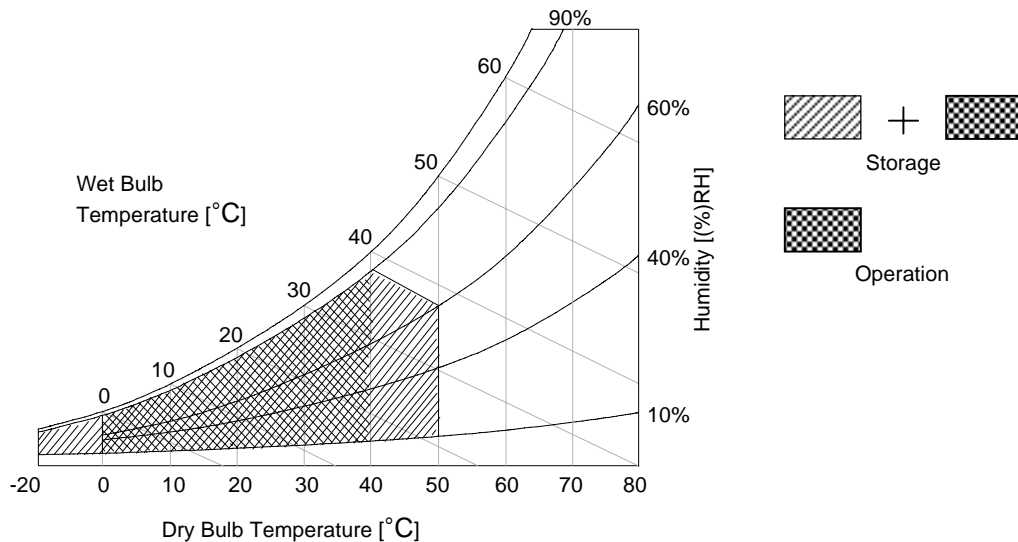 90%
60
60%
50
Wet Bulb
Temperature [°C]
40
40%
30
20
10
0
10%
Humidity [(%)RH]
-20 0 10 20 30 40 50 60 70 80
Dry Bulb Temperature [°C]
+
Storage
Operation